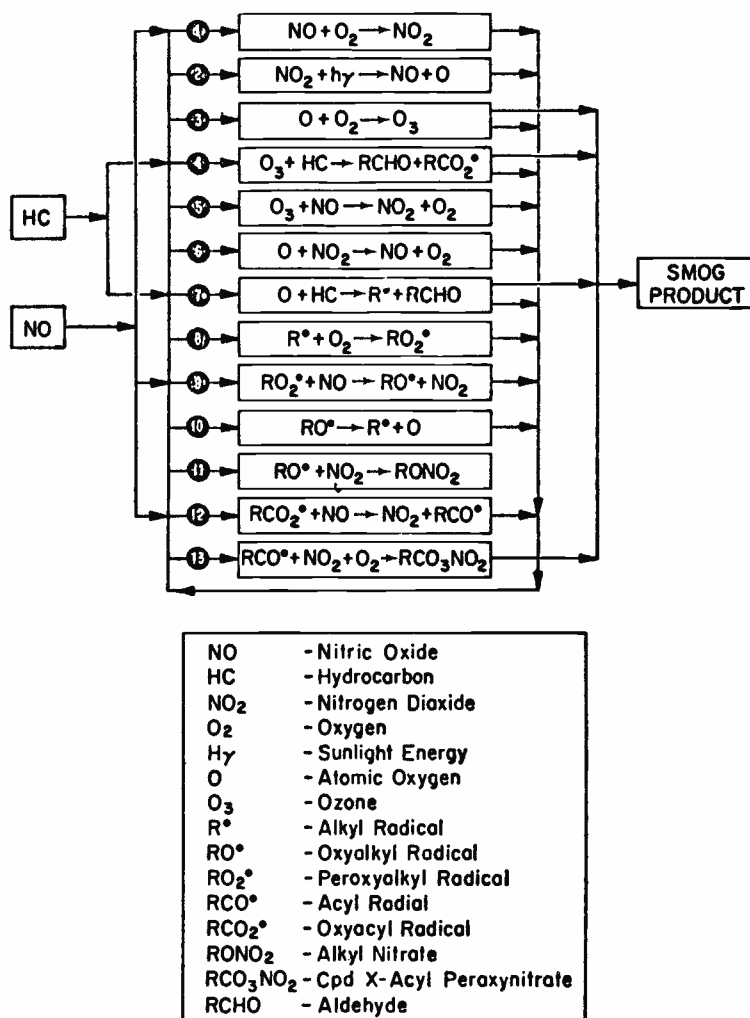 1 NO + O₂ → NO₂
2 NO₂ + hγ → NO + O
3 O + O₂ → O₃
4 O₃ + HC → RCHO + RCO₂•
HC
5 O₃ + NO → NO₂ + O₂
6 O + NO₂ → NO + O₂
SMOG
PRODUCT
7 O + HC → R• + RCHO
NO
8 R• + O₂ → RO₂•
9 RO₂• + NO → RO• + NO₂
10 RO• → R• + O
11 RO• + NO₂ → RONO₂
12 RCO₂• + NO → NO₂ + RCO•
13 RCO• + NO₂ + O₂ → RCO₃NO₂
NO - Nitric Oxide
HC - Hydrocarbon
NO₂ - Nitrogen Diaxide
O₂ - Oxygen
Hγ - Sunlight Energy
O - Atomic Oxygen
O₃ - Ozone
R• - Alkyl Radical
RO• - Oxyalkyl Radical
RO₂• - Peroxyalkyl Radical
RCO• - Acyl Radial
RCO₂• - Oxyacyl Radical
RONO₂ - Alkyl Nitrate
RCO₃NO₂ - Cpd X-Acyl Peroxynitrate
RCHO - Aldehyde